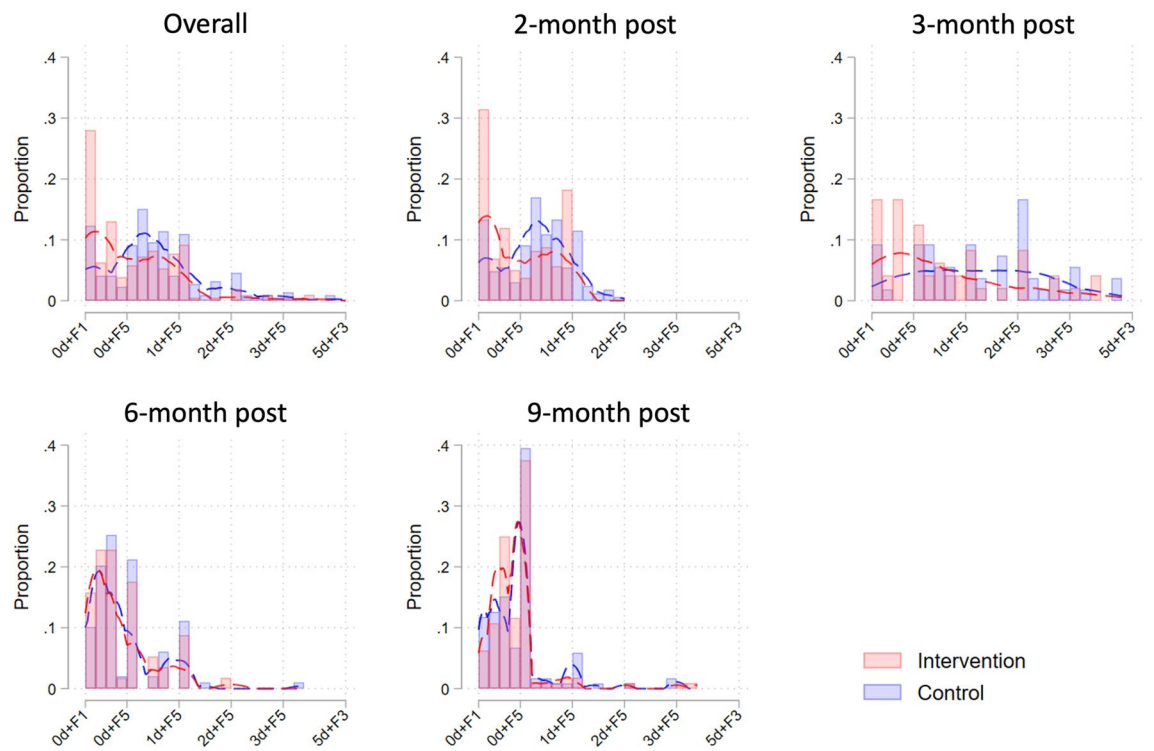 Overall
2-month post
3-month post
.4
.3
.2
.1
0
Proportion
0d+F1
0d+F5
1d+F5
2d+F5
3d+F5
5d+F3
.4
.3
.2
.1
0
Proportion
0d+F1
0d+F5
1d+F5
2d+F5
3d+F5
5d+F3
.4
.3
.2
.1
0
Proportion
0d+F1
0d+F5
1d+F5
2d+F5
3d+F5
5d+F3
6-month post
9-month post
.4
.3
.2
.1
0
Proportion
0d+F1
0d+F5
1d+F5
2d+F5
3d+F5
5d+F3
.4
.3
.2
.1
0
Proportion
0d+F1
0d+F5
1d+F5
2d+F5
3d+F5
5d+F3
Intervention
Control